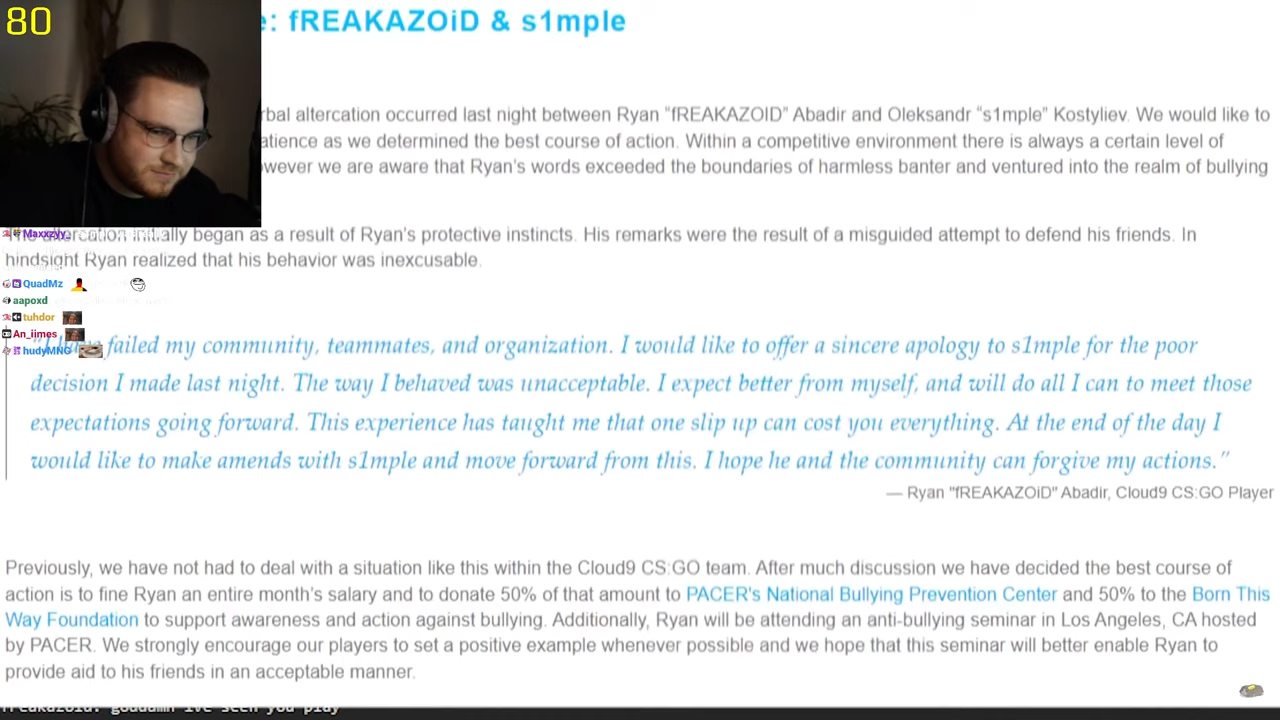 80
e: fREAKAZOiD & s1mple
rbal altercation occurred last night between Ryan “fREAKAZOID” Abadir and Oleksandr “s1mple” Kostyliev. We would like to
atience as we determined the best course of action. Within a competitive environment there is always a certain level of
owever we are aware that Ryan's words exceeded the boundaries of harmless banter and ventured into the realm of bullying
Maxxzyy_
The altercation initially began as a result of Ryan's protective instincts. His remarks were the result of a misguided attempt to defend his friends. In
hindsight Ryan realized that his behavior was inexcusable.
QuadMz
aapoxd
tuhdor
An_iimes
hudyMNG
“I have failed my community, teammates, and organization. I would like to offer a sincere apology to s1mple for the poor
decision I made last night. The way I behaved was unacceptable. I expect better from myself, and will do all I can to meet those
expectations going forward. This experience has taught me that one slip up can cost you everything. At the end of the day I
would like to make amends with s1mple and move forward from this. I hope he and the community can forgive my actions.”
— Ryan "fREAKAZOiD" Abadir, Cloud9 CS:GO Player
Previously, we have not had to deal with a situation like this within the Cloud9 CS:GO team. After much discussion we have decided the best course of
action is to fine Ryan an entire month's salary and to donate 50% of that amount to PACER's National Bullying Prevention Center and 50% to the Born This
Way Foundation to support awareness and action against bullying. Additionally, Ryan will be attending an anti-bullying seminar in Los Angeles, CA hosted
by PACER. We strongly encourage our players to set a positive example whenever possible and we hope that this seminar will better enable Ryan to
provide aid to his friends in an acceptable manner.
freakazoid: goddamn ive seen you play